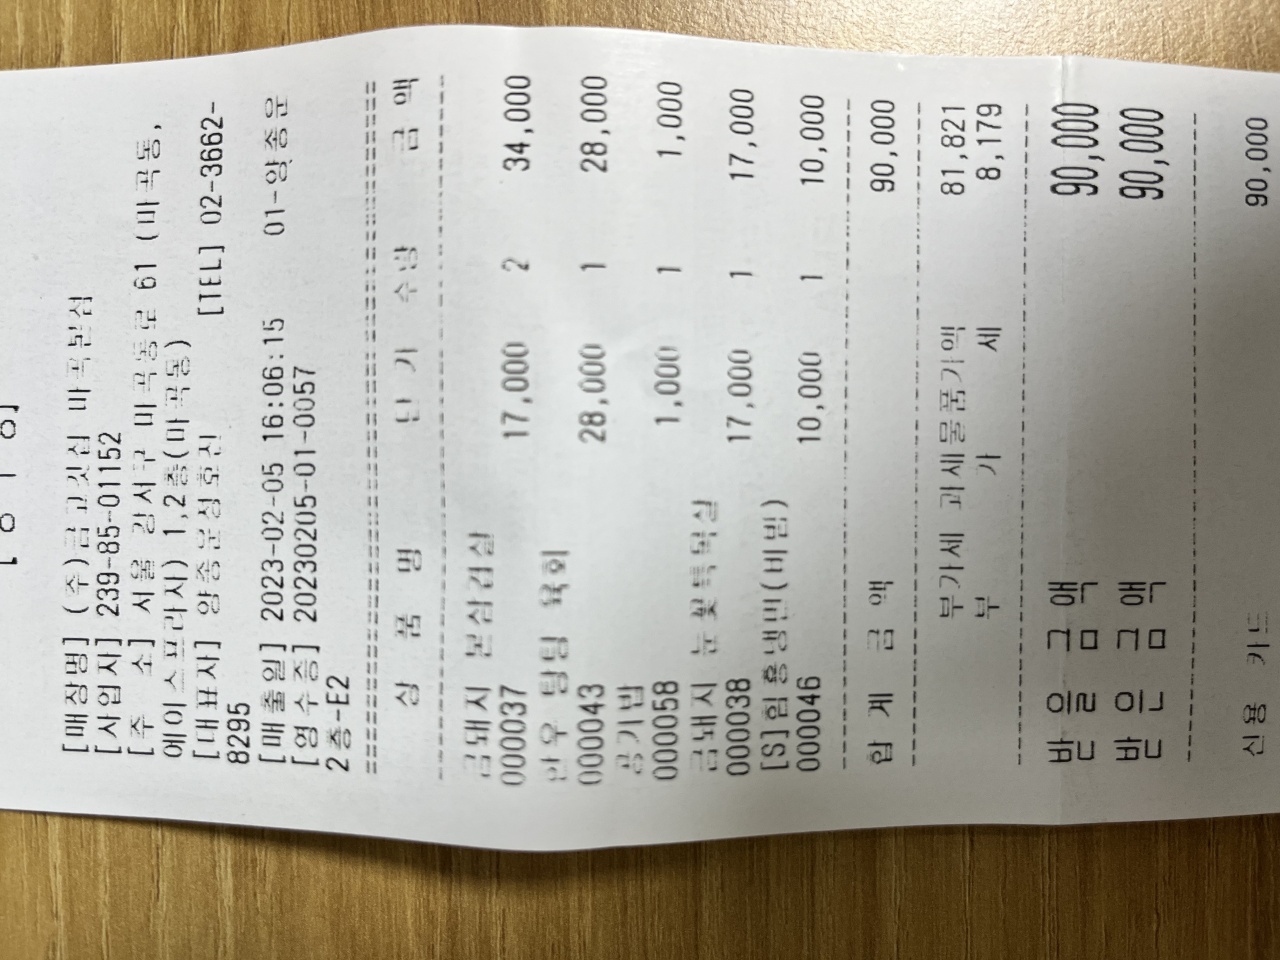 [매장명] (주)금고깃집 마곡본점
[사업자] 239-85-01152
[주 소] 서울 강서구 마곡동로 61 (마곡동,
에이스프라자) 1,2층(마곡동)
[대표자] 양종운성호진 [TEL] 02-3662-
8295
[매출일] 2023-02-05 16:06:15 01-양종운
[영수증] 20230205-01-0057
2층-E2
상 품 명 단 가 수량 금 액
금돼지 본삼겹살
000037 17,000 2 34,000
한우 탕탕 육회
000043 28,000 1 28,000
공기밥
000058 1,000 1 1,000
금돼지 눈꽃특목살
000038 17,000 1 17,000
[S]함흥냉면(비빔)
000046 10,000 1 10,000
합 계 금 액 90,000
부가세 과세물품가액 81,821
부 가 세 8,179
받 을 금 액 90,000
받 은 금 액 90,000
신용 카드 90,000